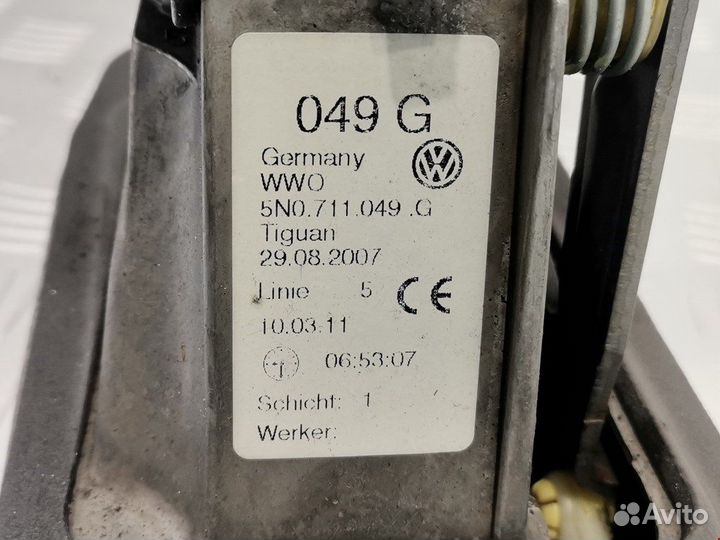 049 G
Germany
WWO
5N0.711.049 .G
Tiguan
29.08.2007
Linie 5 CE
10.03.11
06:53:07
Schicht: 1
Werker:
Avito